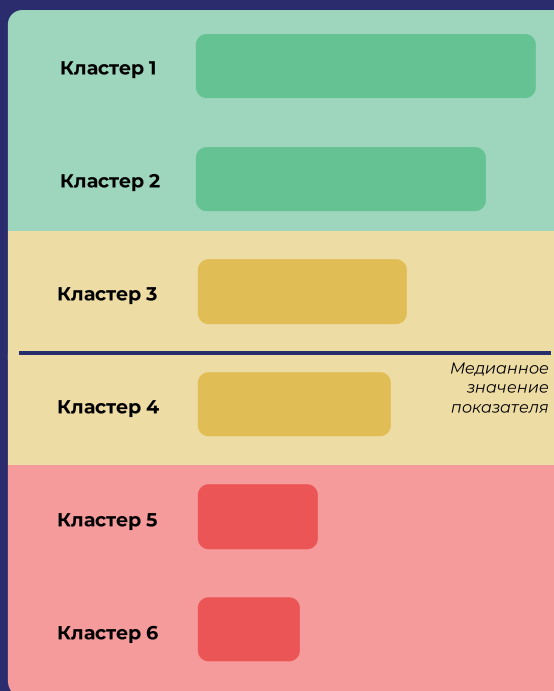 Кластер 1
Кластер 2
Кластер 3
Медианное
значение
показателя
Кластер 4
Кластер 5
Кластер 6